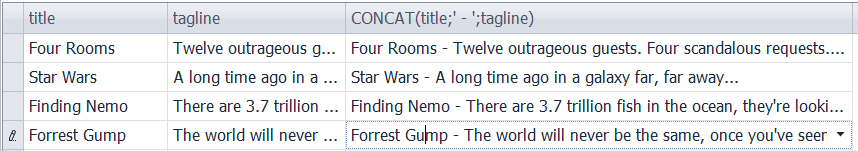 title tagline CONCAT(title;' - ';tagline)
Four Rooms Twelve outrageous g... Four Rooms - Twelve outrageous guests. Four scandalous requests....
Star Wars A long time ago in a ... Star Wars - A long time ago in a galaxy far, far away...
Finding Nemo There are 3.7 trillion ... Finding Nemo - There are 3.7 trillion fish in the ocean, they're looki...
Forrest Gump The world will never ... Forrest Gump - The world will never be the same, once you've seen